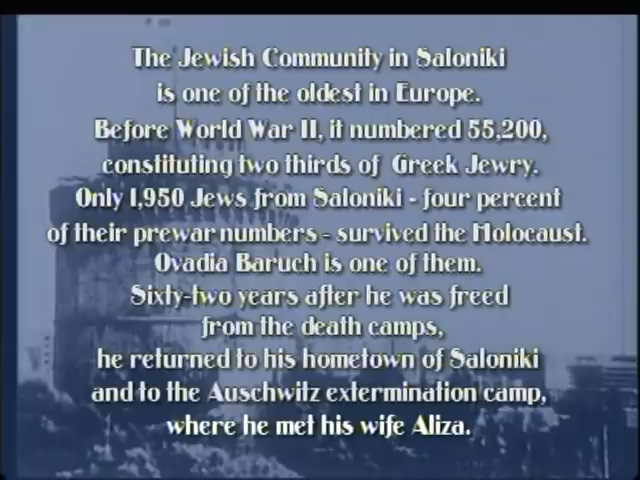 The Jewish Community in Saloniki
is one of the oldest in Europe.
Before World War II, it numbered 55,200,
constituting two thirds of Greek Jewry.
Only 1,950 Jews from Saloniki - four percent
of their prewar numbers - survived the Holocaust.
Ovadia Baruch is one of them.
Sixty-two years after he was freed
from the death camps,
he returned to his hometown of Saloniki
and to the Auschwitz extermination camp,
where he met his wife Aliza.